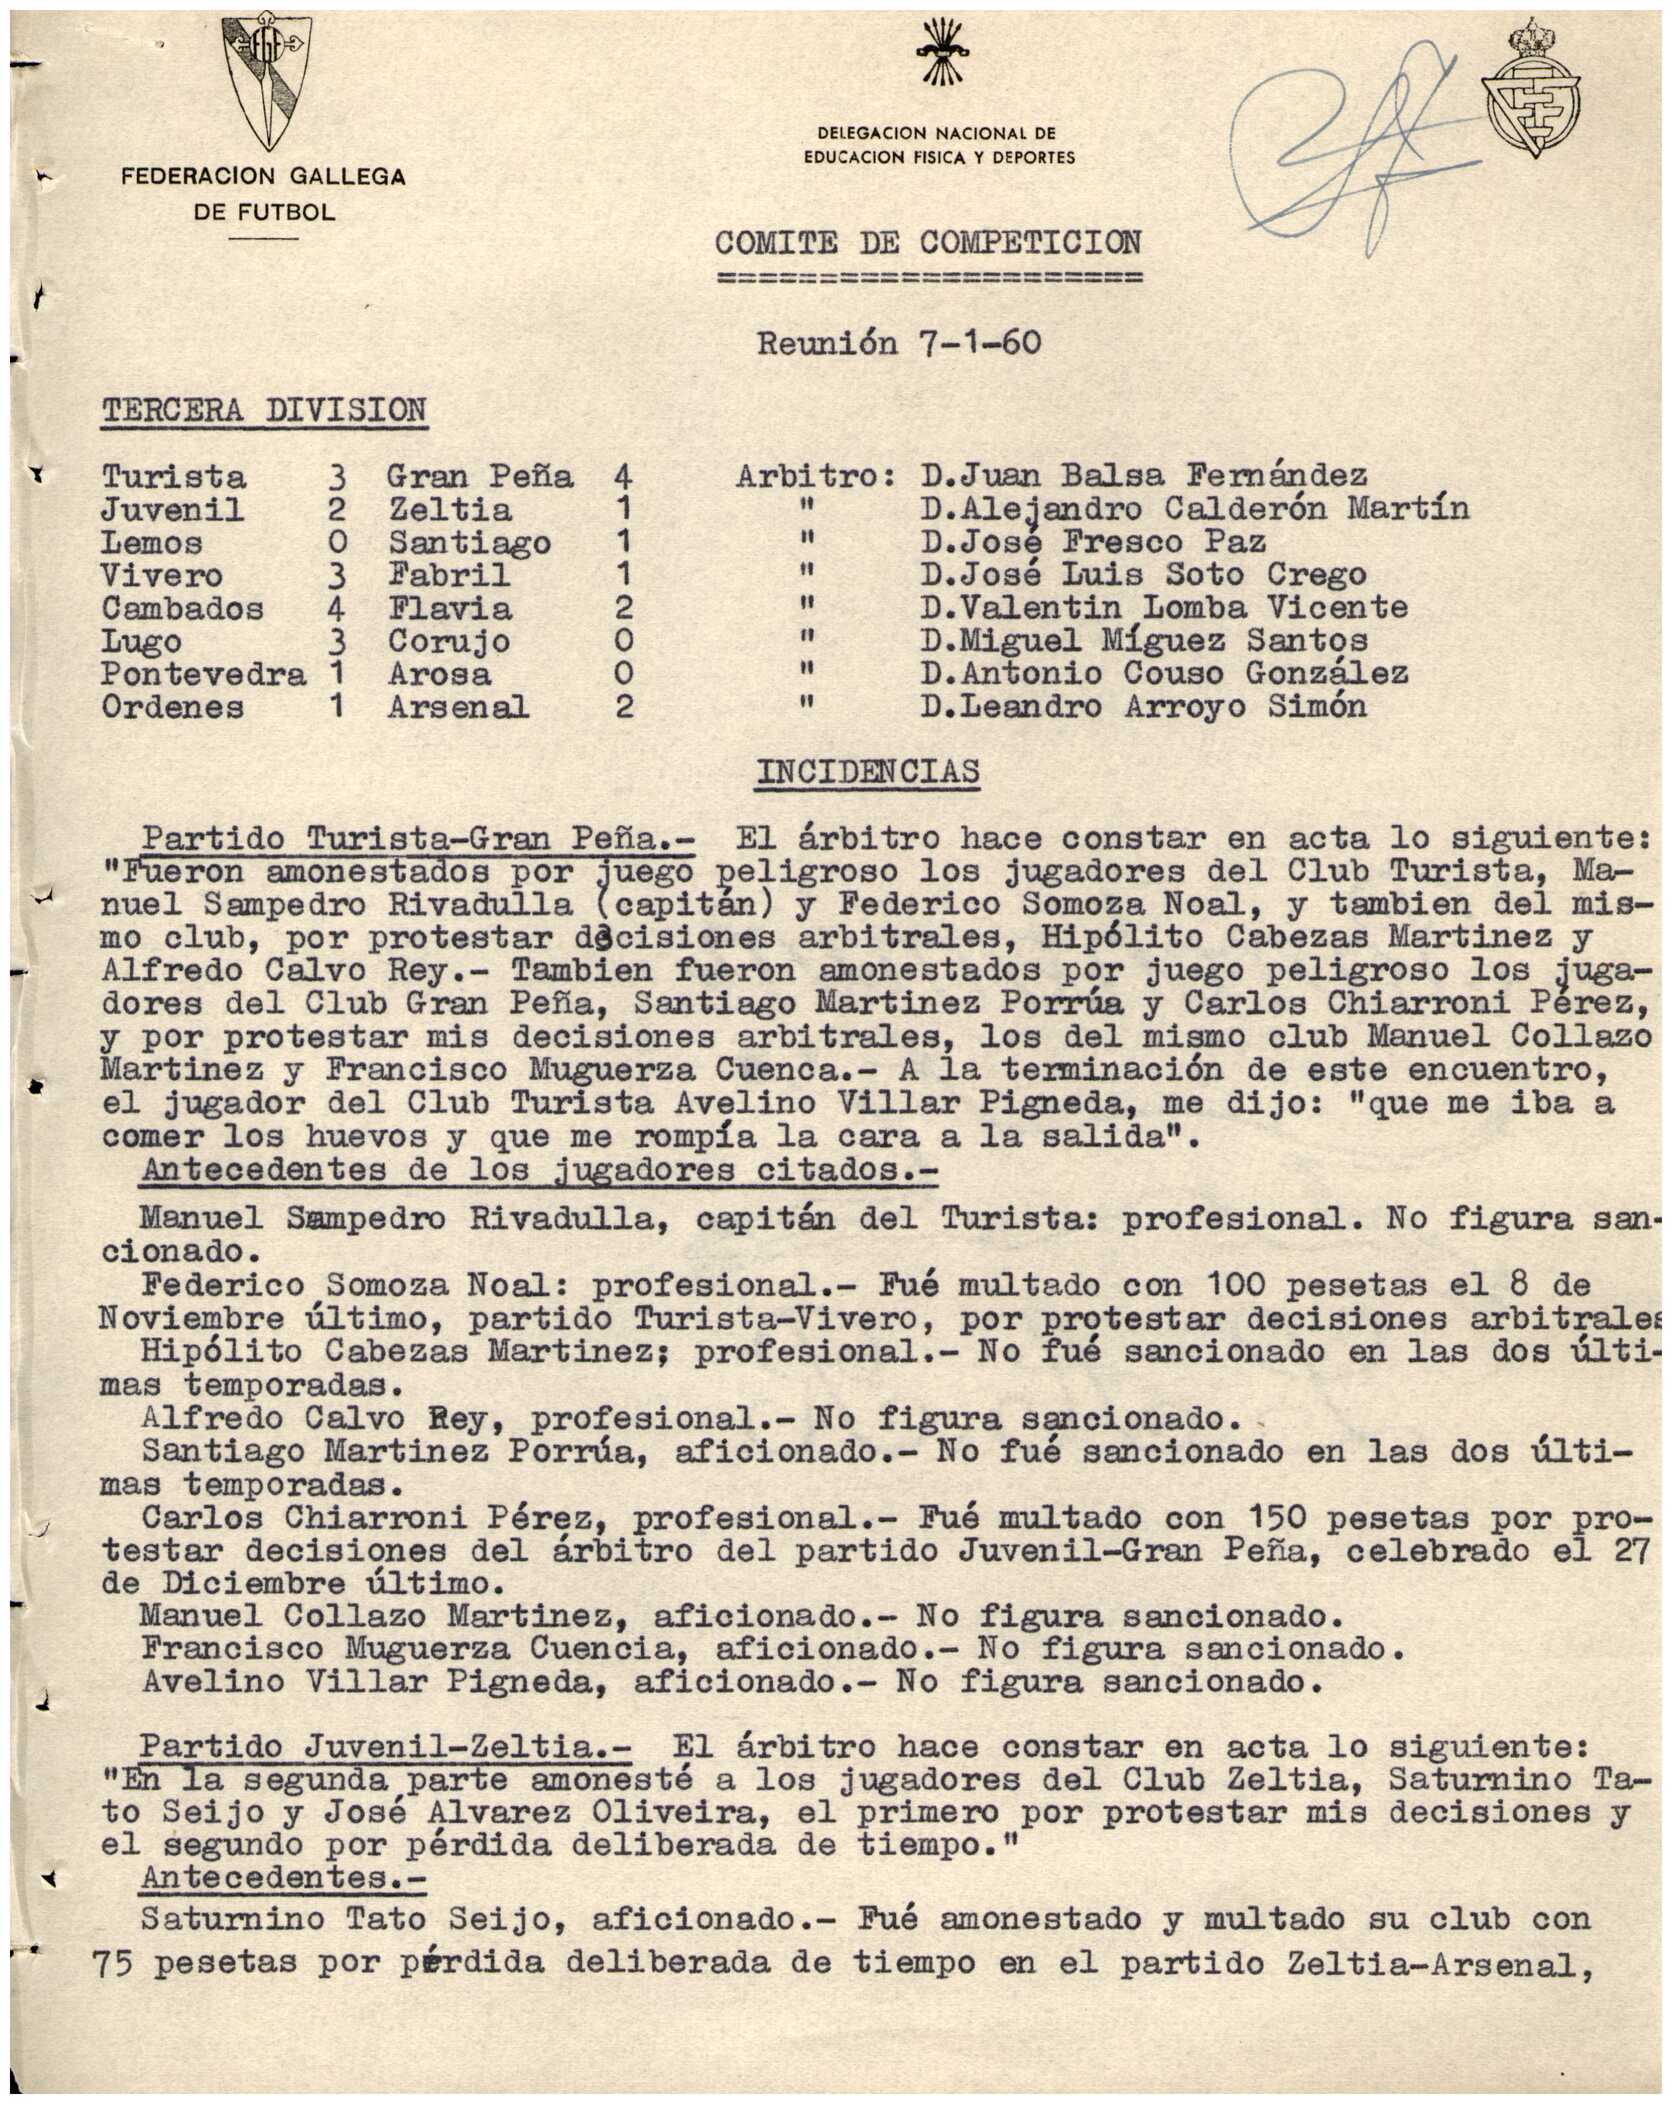 FEDERACION GALLEGA
DE FUTBOL
DELEGACION NACIONAL DE
EDUCACION FISICA Y DEPORTES
COMITE DE COMPETICION
=====================
Reunión 7-1-60
TERCERA DIVISION
Turista 3 Gran Peña 4 Arbitro: D.Juan Balsa Fernández
Juvenil 2 Zeltia 1 " D.Alejandro Calderón Martín
Lemos 0 Santiago 1 " D.José Fresco Paz
Vivero 3 Fabril 1 " D.José Luis Soto Crego
Cambados 4 Flavia 2 " D.Valentin Lomba Vicente
Lugo 3 Corujo 0 " D.Miguel Míguez Santos
Pontevedra 1 Arosa 0 " D.Antonio Couso González
Ordenes 1 Arsenal 2 " D.Leandro Arroyo Simón
INCIDENCIAS
Partido Turista-Gran Peña.- El árbitro hace constar en acta lo siguiente:
"Fueron amonestados por juego peligroso los jugadores del Club Turista, Ma-
nuel Sampedro Rivadulla (capitán) y Federico Somoza Noal, y tambien del mis-
mo club, por protestar decisiones arbitrales, Hipólito Cabezas Martinez y
Alfredo Calvo Rey.- Tambien fueron amonestados por juego peligroso los juga-
dores del Club Gran Peña, Santiago Martinez Porrúa y Carlos Chiarroni Pérez,
y por protestar mis decisiones arbitrales, los del mismo club Manuel Collazo
Martinez y Francisco Muguerza Cuenca.- A la terminación de este encuentro,
el jugador del Club Turista Avelino Villar Pigneda, me dijo: "que me iba a
comer los huevos y que me rompía la cara a la salida".
Antecedentes de los jugadores citados.-
Manuel Sampedro Rivadulla, capitán del Turista: profesional. No figura san-
cionado.
Federico Somoza Noal: profesional.- Fué multado con 100 pesetas el 8 de
Noviembre último, partido Turista-Vivero, por protestar decisiones arbitrales
Hipólito Cabezas Martinez; profesional.- No fué sancionado en las dos últi-
mas temporadas.
Alfredo Calvo Rey, profesional.- No figura sancionado.
Santiago Martinez Porrúa, aficionado.- No fué sancionado en las dos últi-
mas temporadas.
Carlos Chiarroni Pérez, profesional.- Fué multado con 150 pesetas por pro-
testar decisiones del árbitro del partido Juvenil-Gran Peña, celebrado el 27
de Diciembre último.
Manuel Collazo Martinez, aficionado.- No figura sancionado.
Francisco Muguerza Cuencia, aficionado.- No figura sancionado.
Avelino Villar Pigneda, aficionado.- No figura sancionado.
Partido Juvenil-Zeltia.- El árbitro hace constar en acta lo siguiente:
"En la segunda parte amonesté a los jugadores del Club Zeltia, Saturnino Ta-
to Seijo y José Alvarez Oliveira, el primero por protestar mis decisiones y
el segundo por pérdida deliberada de tiempo."
Antecedentes.-
Saturnino Tato Seijo, aficionado.- Fué amonestado y multado su club con
75 pesetas por pérdida deliberada de tiempo en el partido Zeltia-Arsenal,